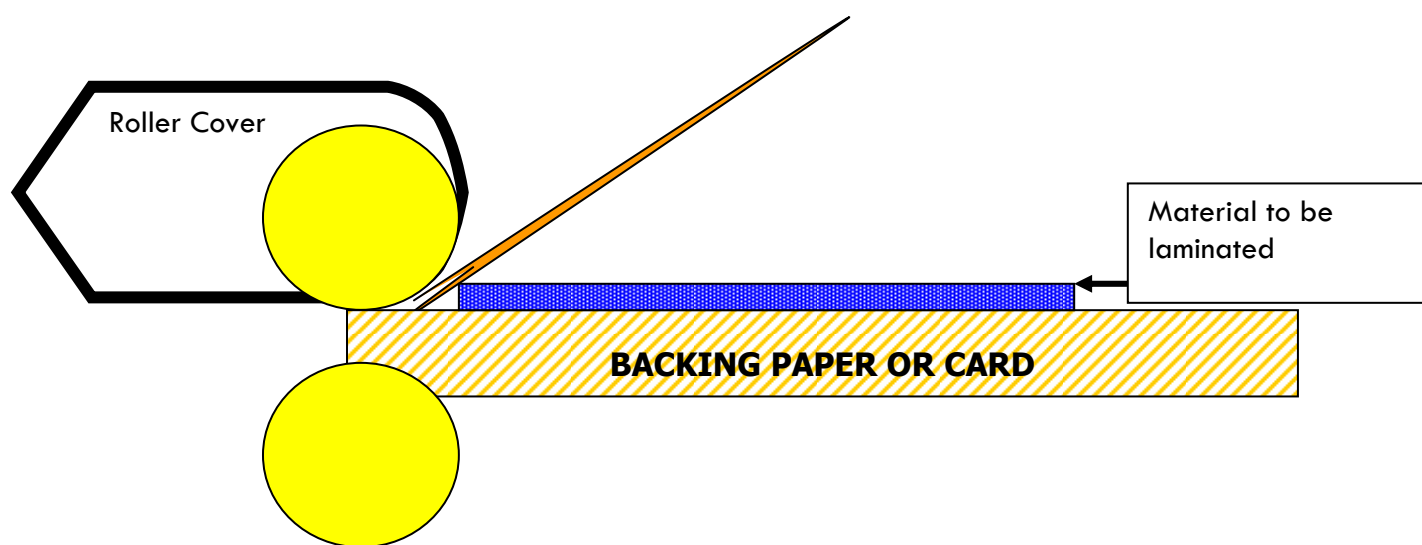 Roller Cover
Material to be
laminated
BACKING PAPER OR CARD